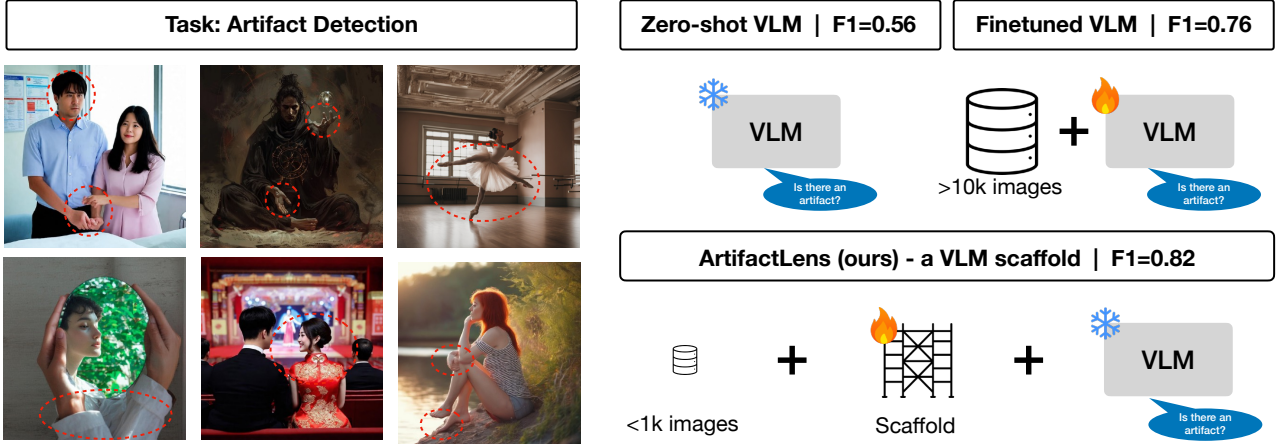 Task: Artifact Detection
Zero-shot VLM | F1=0.56
Finetuned VLM | F1=0.76
VLM
Is there an
artifact?
>10k images
+
VLM
Is there an
artifact?
ArtifactLens (ours) - a VLM scaffold | F1=0.82
<1k images
+
Scaffold
+
VLM
Is there an
artifact?